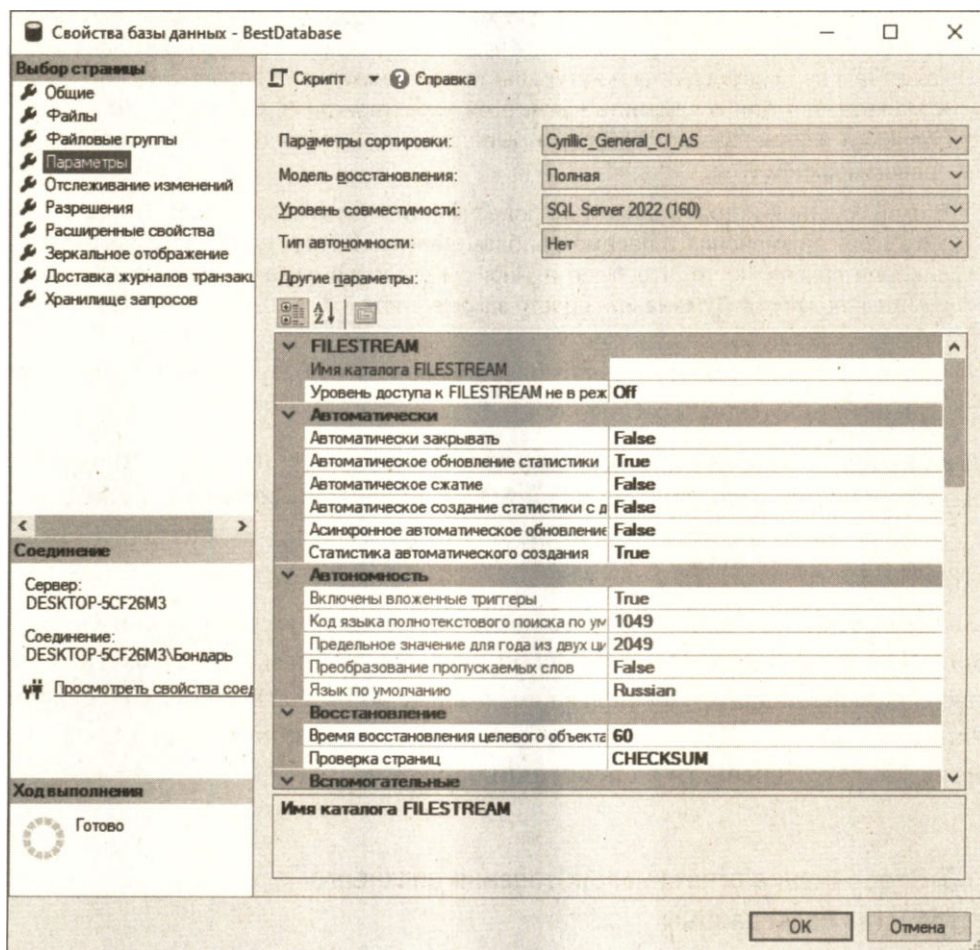 Свойства базы данных - BestDatabase
Выбор страницы
Общие
Файлы
Файловые группы
Параметры
Отслеживание изменений
Разрешения
Расширенные свойства
Зеркальное отображение
Доставка журналов транзакц
Хранилище запросов
Скрипт
Справка
Параметры сортировки: Cyrillic_General_CI_AS
Модель восстановления: Полная
Уровень совместимости: SQL Server 2022 (160)
Тип автономности: Нет
Другие параметры:
FILESTREAM
Имя каталога FILESTREAM
Уровень доступа к FILESTREAM не в реж Off
Автоматически
Автоматически закрывать False
Автоматическое обновление статистики True
Автоматическое сжатие False
Автоматическое создание статистики с д False
Асинхронное автоматическое обновление False
Статистика автоматического создания True
Автономность
Включены вложенные триггеры True
Код языка полнотекстового поиска по ум 1049
Предельное значение для года из двух ци 2049
Преобразование пропускаемых слов False
Язык по умолчанию Russian
Восстановление
Время восстановления целевого объекта 60
Проверка страниц CHECKSUM
Вспомогательные
Имя каталога FILESTREAM
Соединение
Сервер:
DESKTOP-5CF26M3
Соединение:
DESKTOP-5CF26M3\Бондарь
Просмотреть свойства соед
Ход выполнения
Готово
OK
Отмена